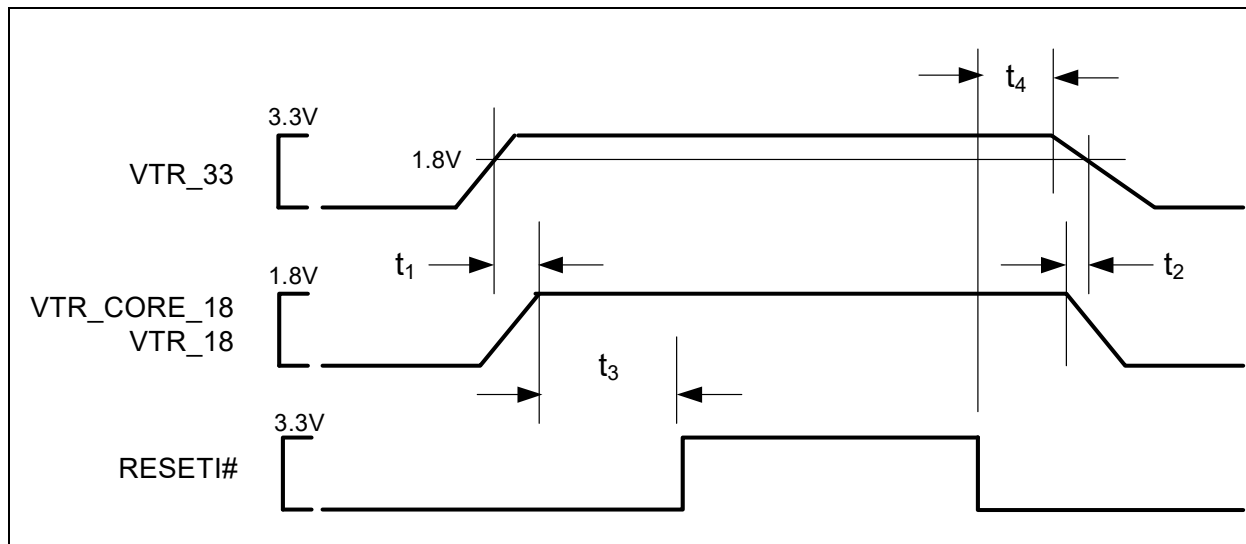 t₄
3.3V
1.8V
VTR_33
t₁
t₂
1.8V
VTR_CORE_18
VTR_18
t₃
3.3V
RESETI#